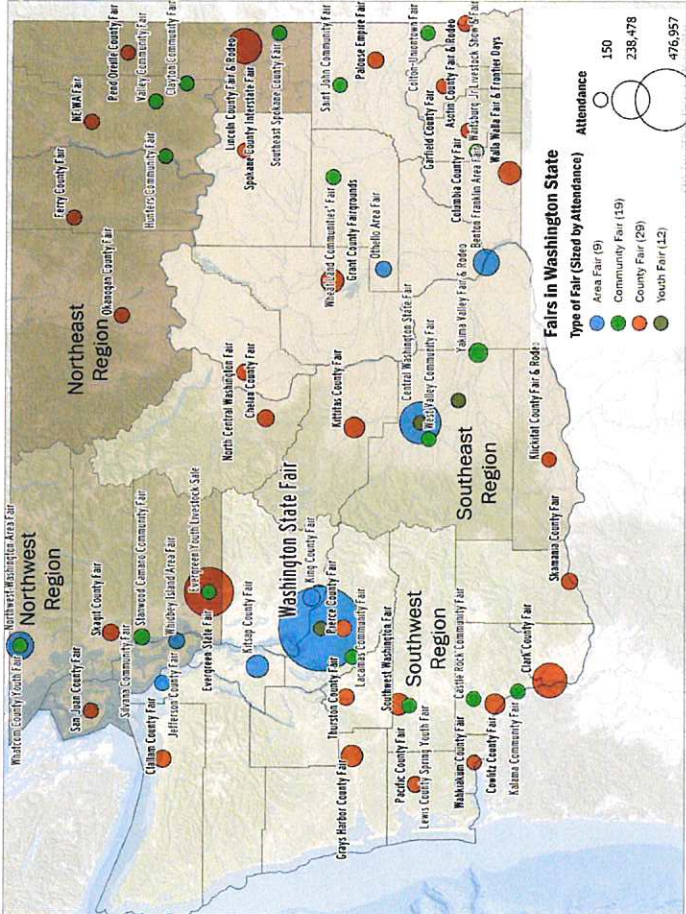 Northwest Washington Area Fair
Whatcom County Youth Fair
Northwest
Region
San Juan County Fair
Skagit County Fair
Stanwood Camano Community Fair
Silvana Community Fair
Whidbey Island Area Fair
Clallam County Fair
Jefferson County Fair
Evergreen Youth Livestock Sale
Evergreen State Fair
Kitsap County Fair
Washington State Fair
King County Fair
Pierce County Fair
Lacamas Community Fair
Thurston County Fair
Grays Harbor County Fair
Southwest Washington Fair
Southwest
Region
Pacific County Fair
Lewis County Spring Youth Fair
Castle Rock Community Fair
Wahkiakum County Fair
Cowlitz County Fair
Kalama Community Fair
Clark County Fair
Skamania County Fair
Northeast
Region
Okanogan County Fair
Ferry County Fair
NEWA Fair
Pend Oreille County Fair
Valley Community Fair
Clayton Community Fair
Hunters Community Fair
Lincoln County Fair & Rodeo
Spokane County Interstate Fair
Southeast Spokane County Fair
North Central Washington Fair
Chelan County Fair
Wheat Land Communities' Fair
Grant County Fairgrounds
Othello Area Fair
Kittitas County Fair
Central Washington State Fair
West Valley Community Fair
Yakima Valley Fair & Rodeo
Southeast
Region
Klickitat County Fair & Rodeo
Saint John Community Fair
Palouse Empire Fair
Colton-Uniontown Fair
Garfield County Fair
Asotin County Fair & Rodeo
Waitsburg Jr Livestock Show & Fair
Columbia County Fair
Benton Franklin Area Fair
Walla Walla Fair & Frontier Days
Fairs in Washington State
Type of Fair (Sized by Attendance)
Area Fair (9)
Community Fair (19)
County Fair (29)
Youth Fair (12)
Attendance
150
238,478
476,957